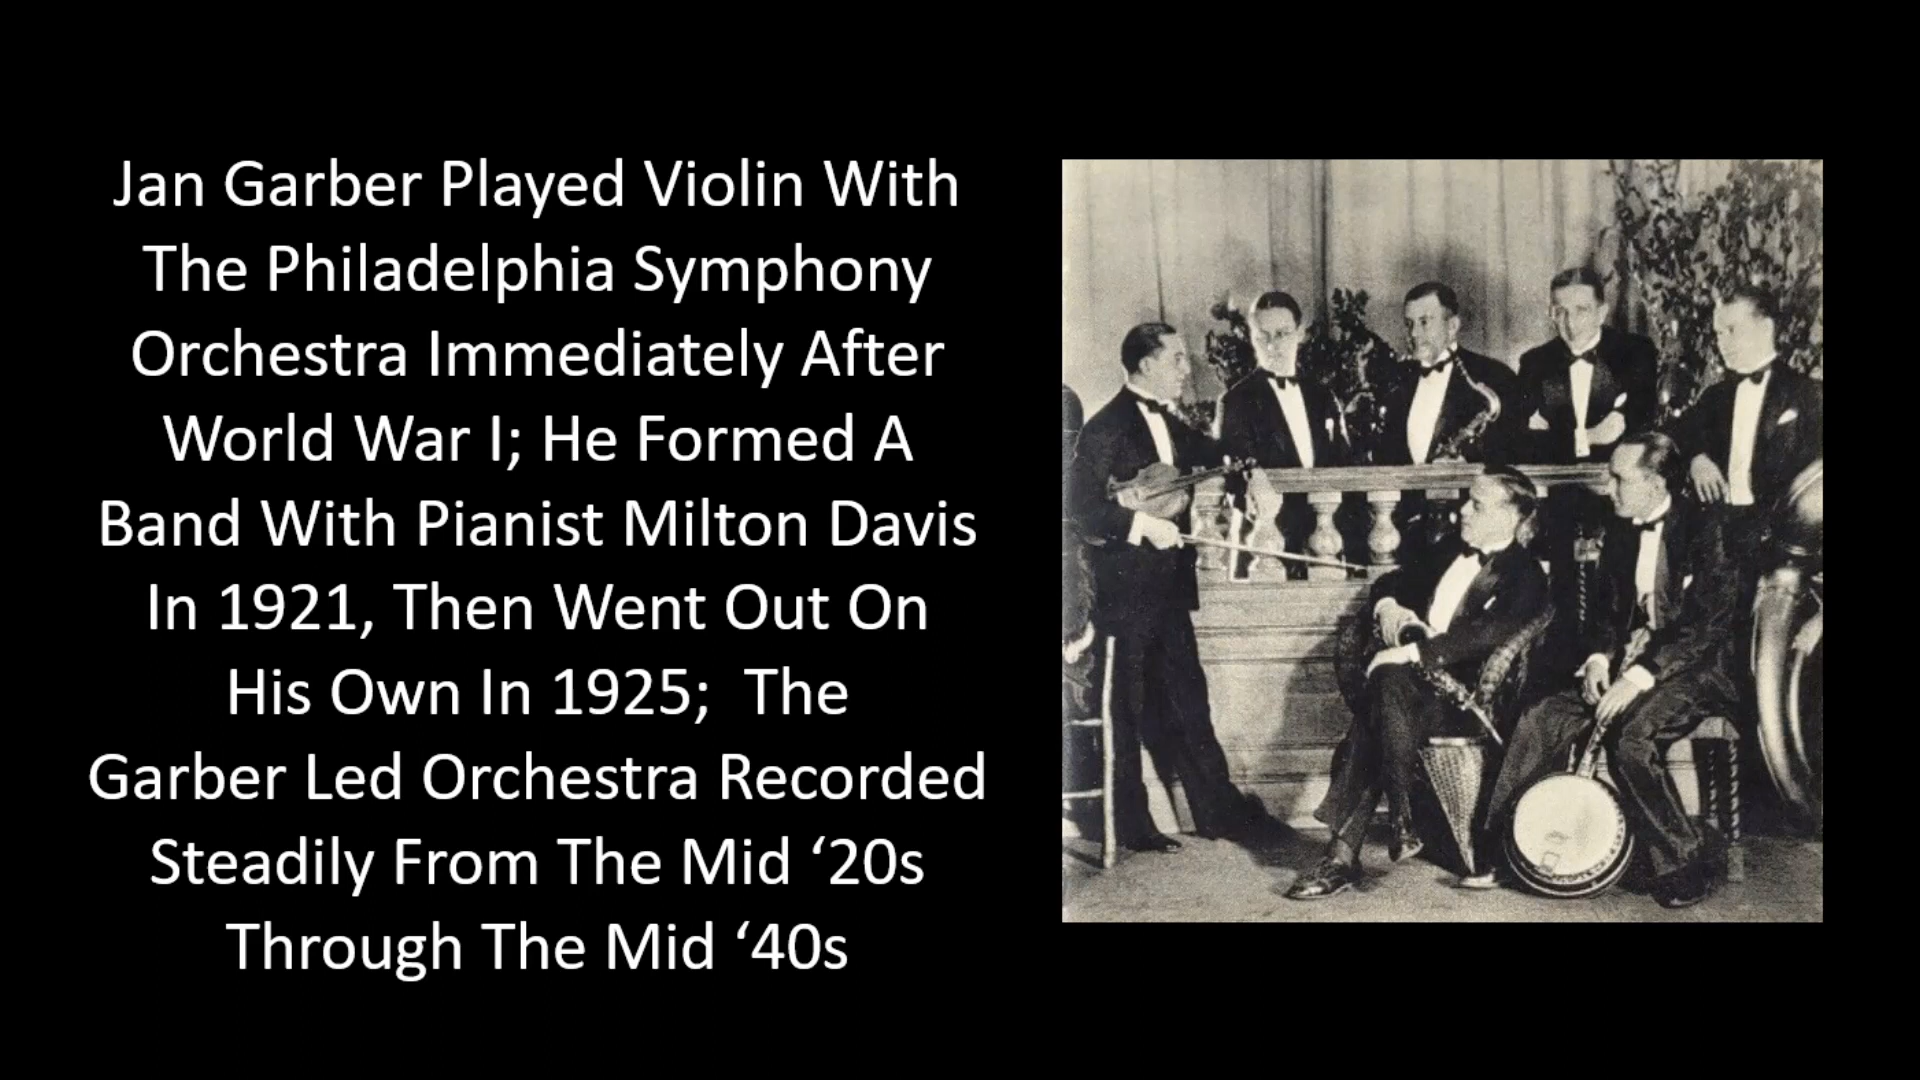 Jan Garber Played Violin With
The Philadelphia Symphony
Orchestra Immediately After
World War I; He Formed A
Band With Pianist Milton Davis
In 1921, Then Went Out On
His Own In 1925;  The
Garber Led Orchestra Recorded
Steadily From The Mid ‘20s
Through The Mid ‘40s